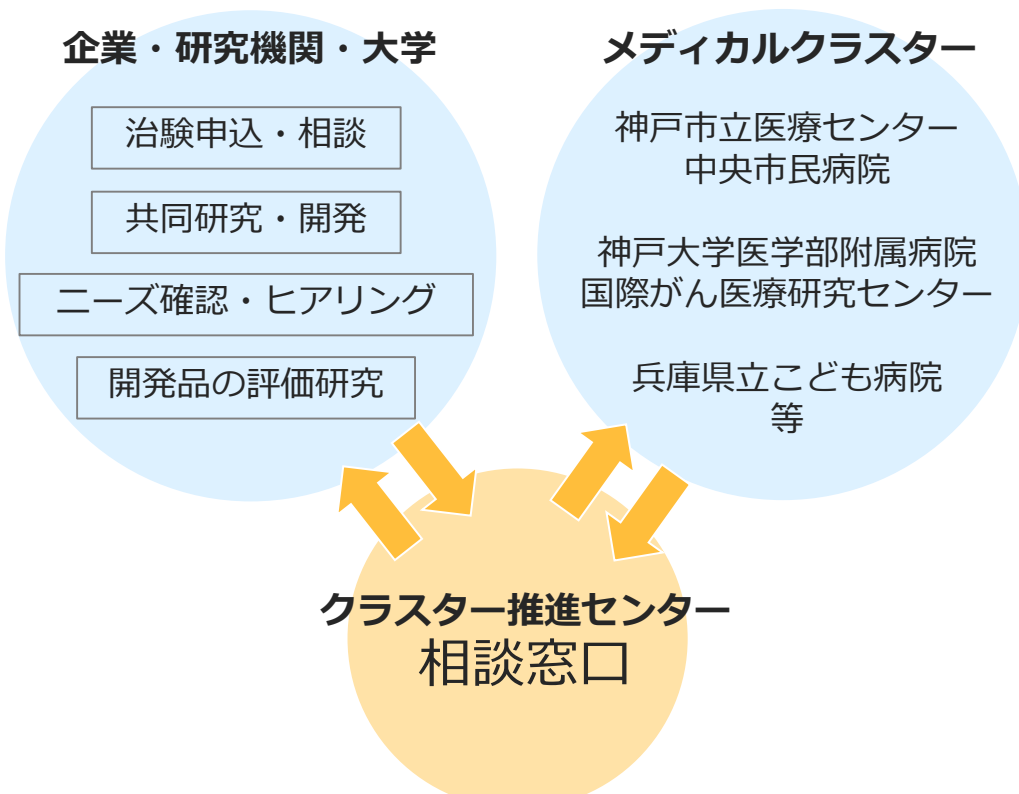 企業・研究機関・大学
治験申込・相談
共同研究・開発
ニーズ確認・ヒアリング
開発品の評価研究
メディカルクラスター
神戸市立医療センター
中央市民病院
神戸大学医学部附属病院
国際がん医療研究センター
兵庫県立こども病院
等
クラスター推進センター
相談窓口